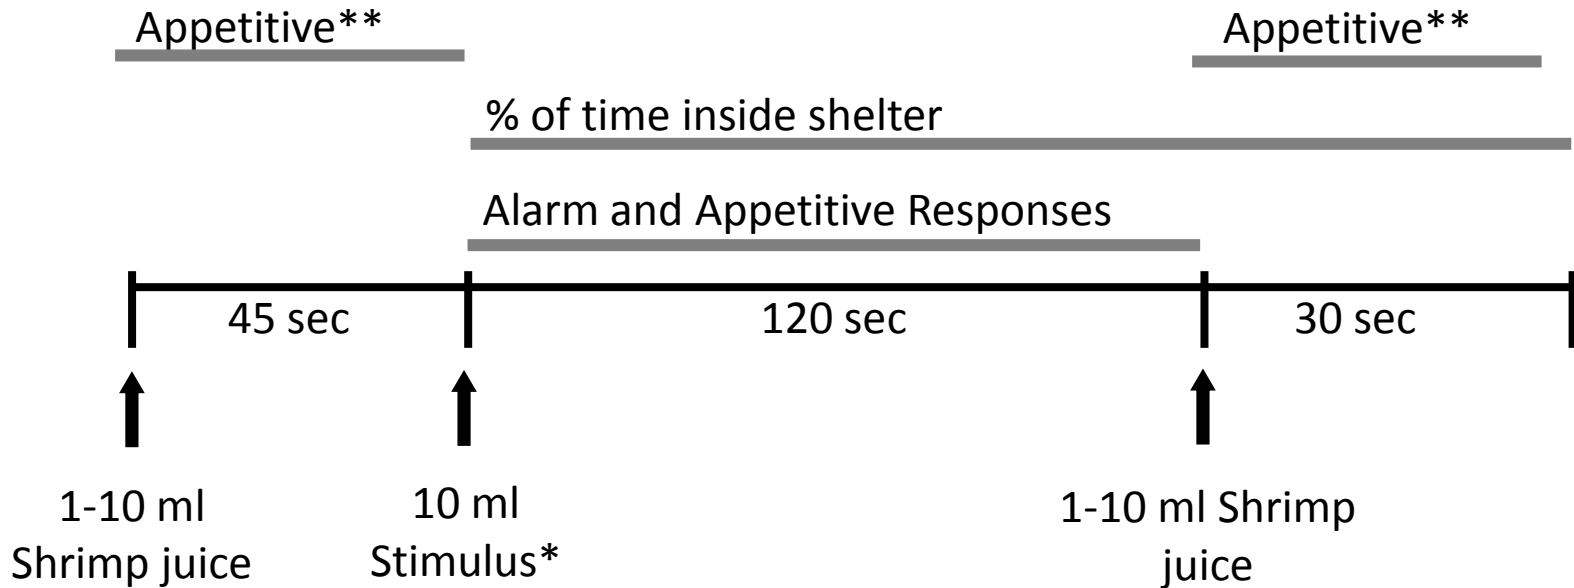 Appetitive**
Appetitive**
% of time inside shelter
Alarm and Appetitive Responses
45 sec
120 sec
30 sec
1-10 ml
Shrimp juice
10 ml
Stimulus*
1-10 ml Shrimp
juice